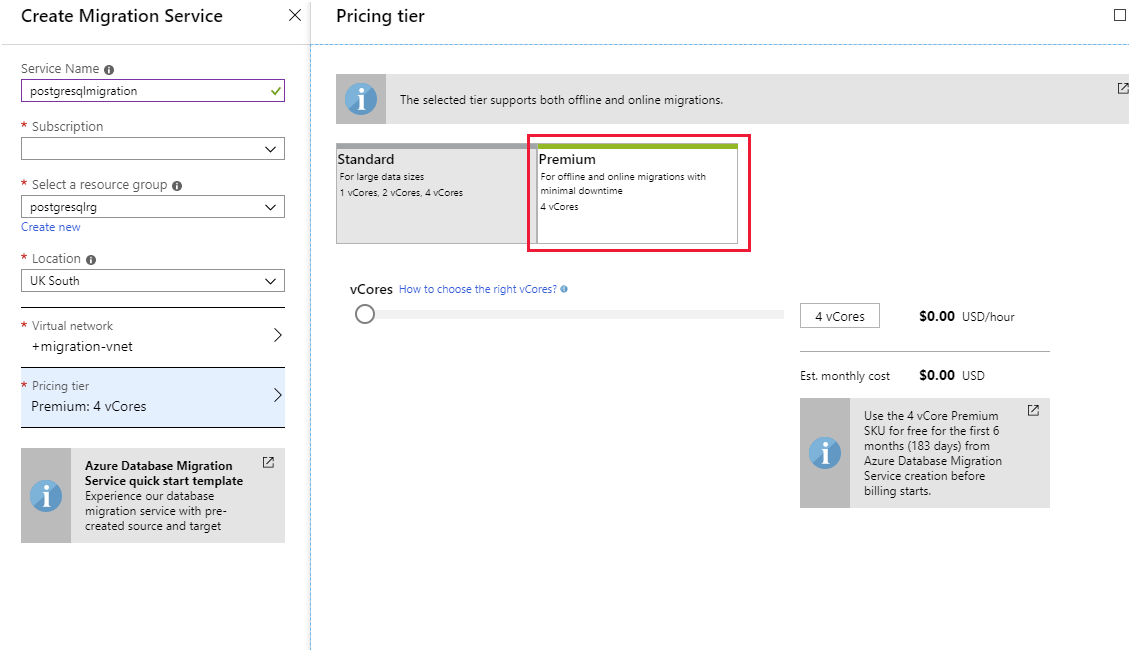 Create Migration Service
Service Name
postgresqlmigration
* Subscription
* Select a resource group
postgresqlrg
Create new
* Location
UK South
* Virtual network
+migration-vnet
* Pricing tier
Premium: 4 vCores
Azure Database Migration
Service quick start template
Experience our database
migration service with pre-
created source and target
Pricing tier
The selected tier supports both offline and online migrations.
Standard
For large data sizes
1 vCores, 2 vCores, 4 vCores
Premium
For offline and online migrations with
minimal downtime
4 vCores
vCores How to choose the right vCores?
4 vCores $0.00 USD/hour
Est. monthly cost $0.00 USD
Use the 4 vCore Premium
SKU for free for the first 6
months (183 days) from
Azure Database Migration
Service creation before
billing starts.